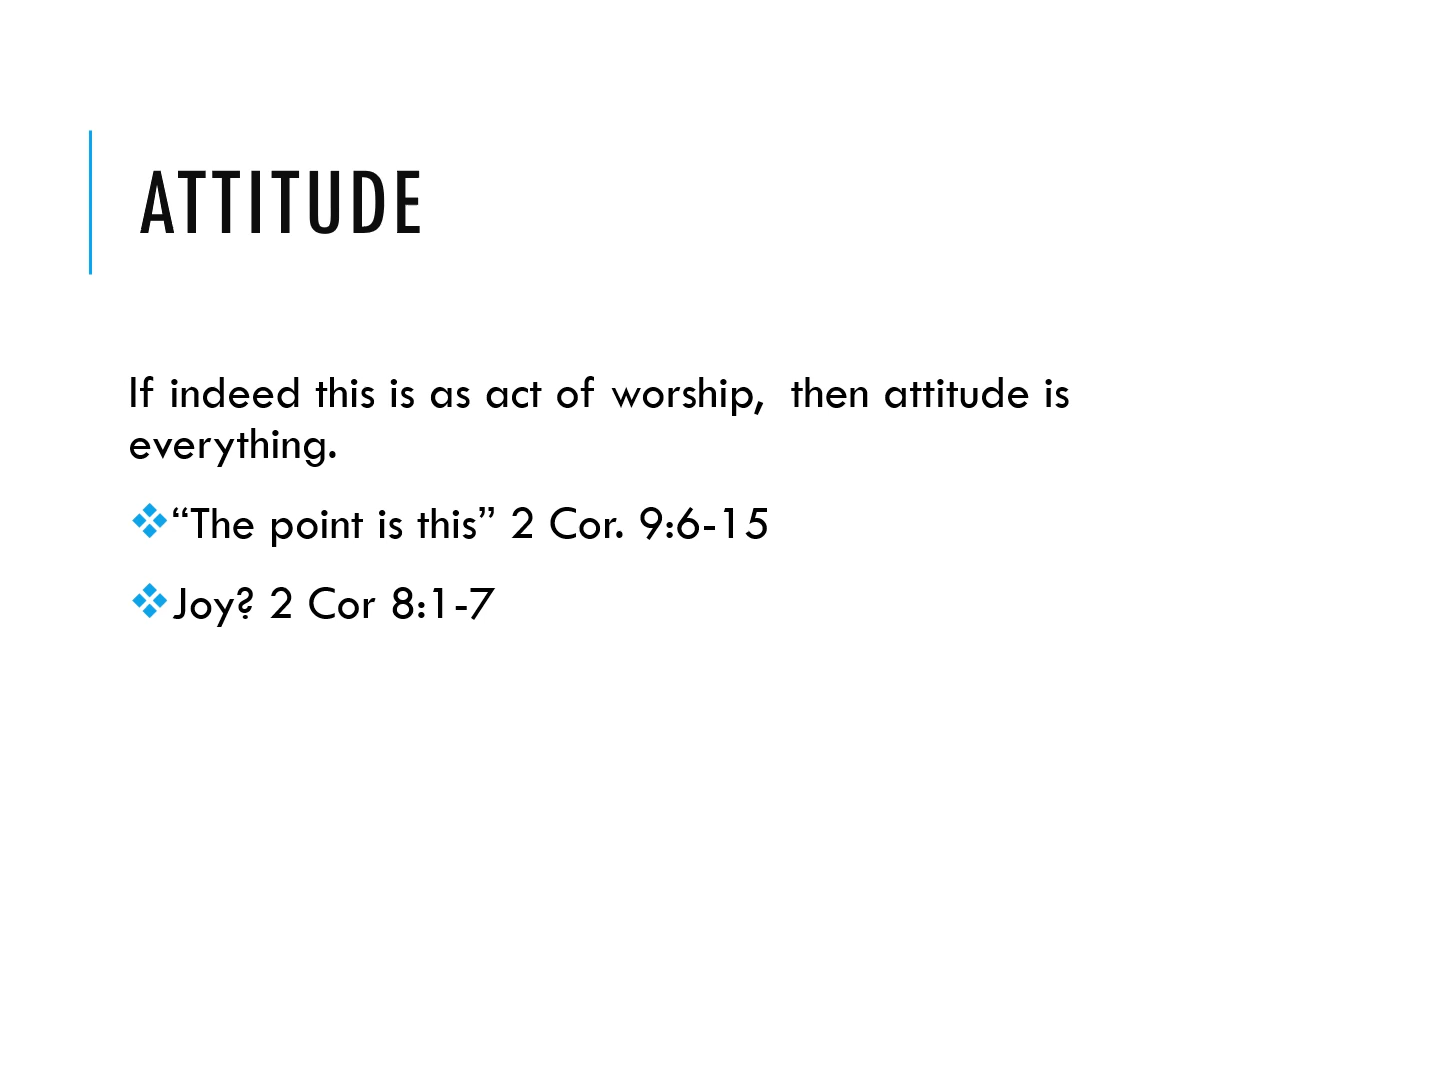 ATTITUDE
If indeed this is as act of worship,  then attitude is
everything.
❖“The point is this” 2 Cor. 9:6-15
❖Joy? 2 Cor 8:1-7